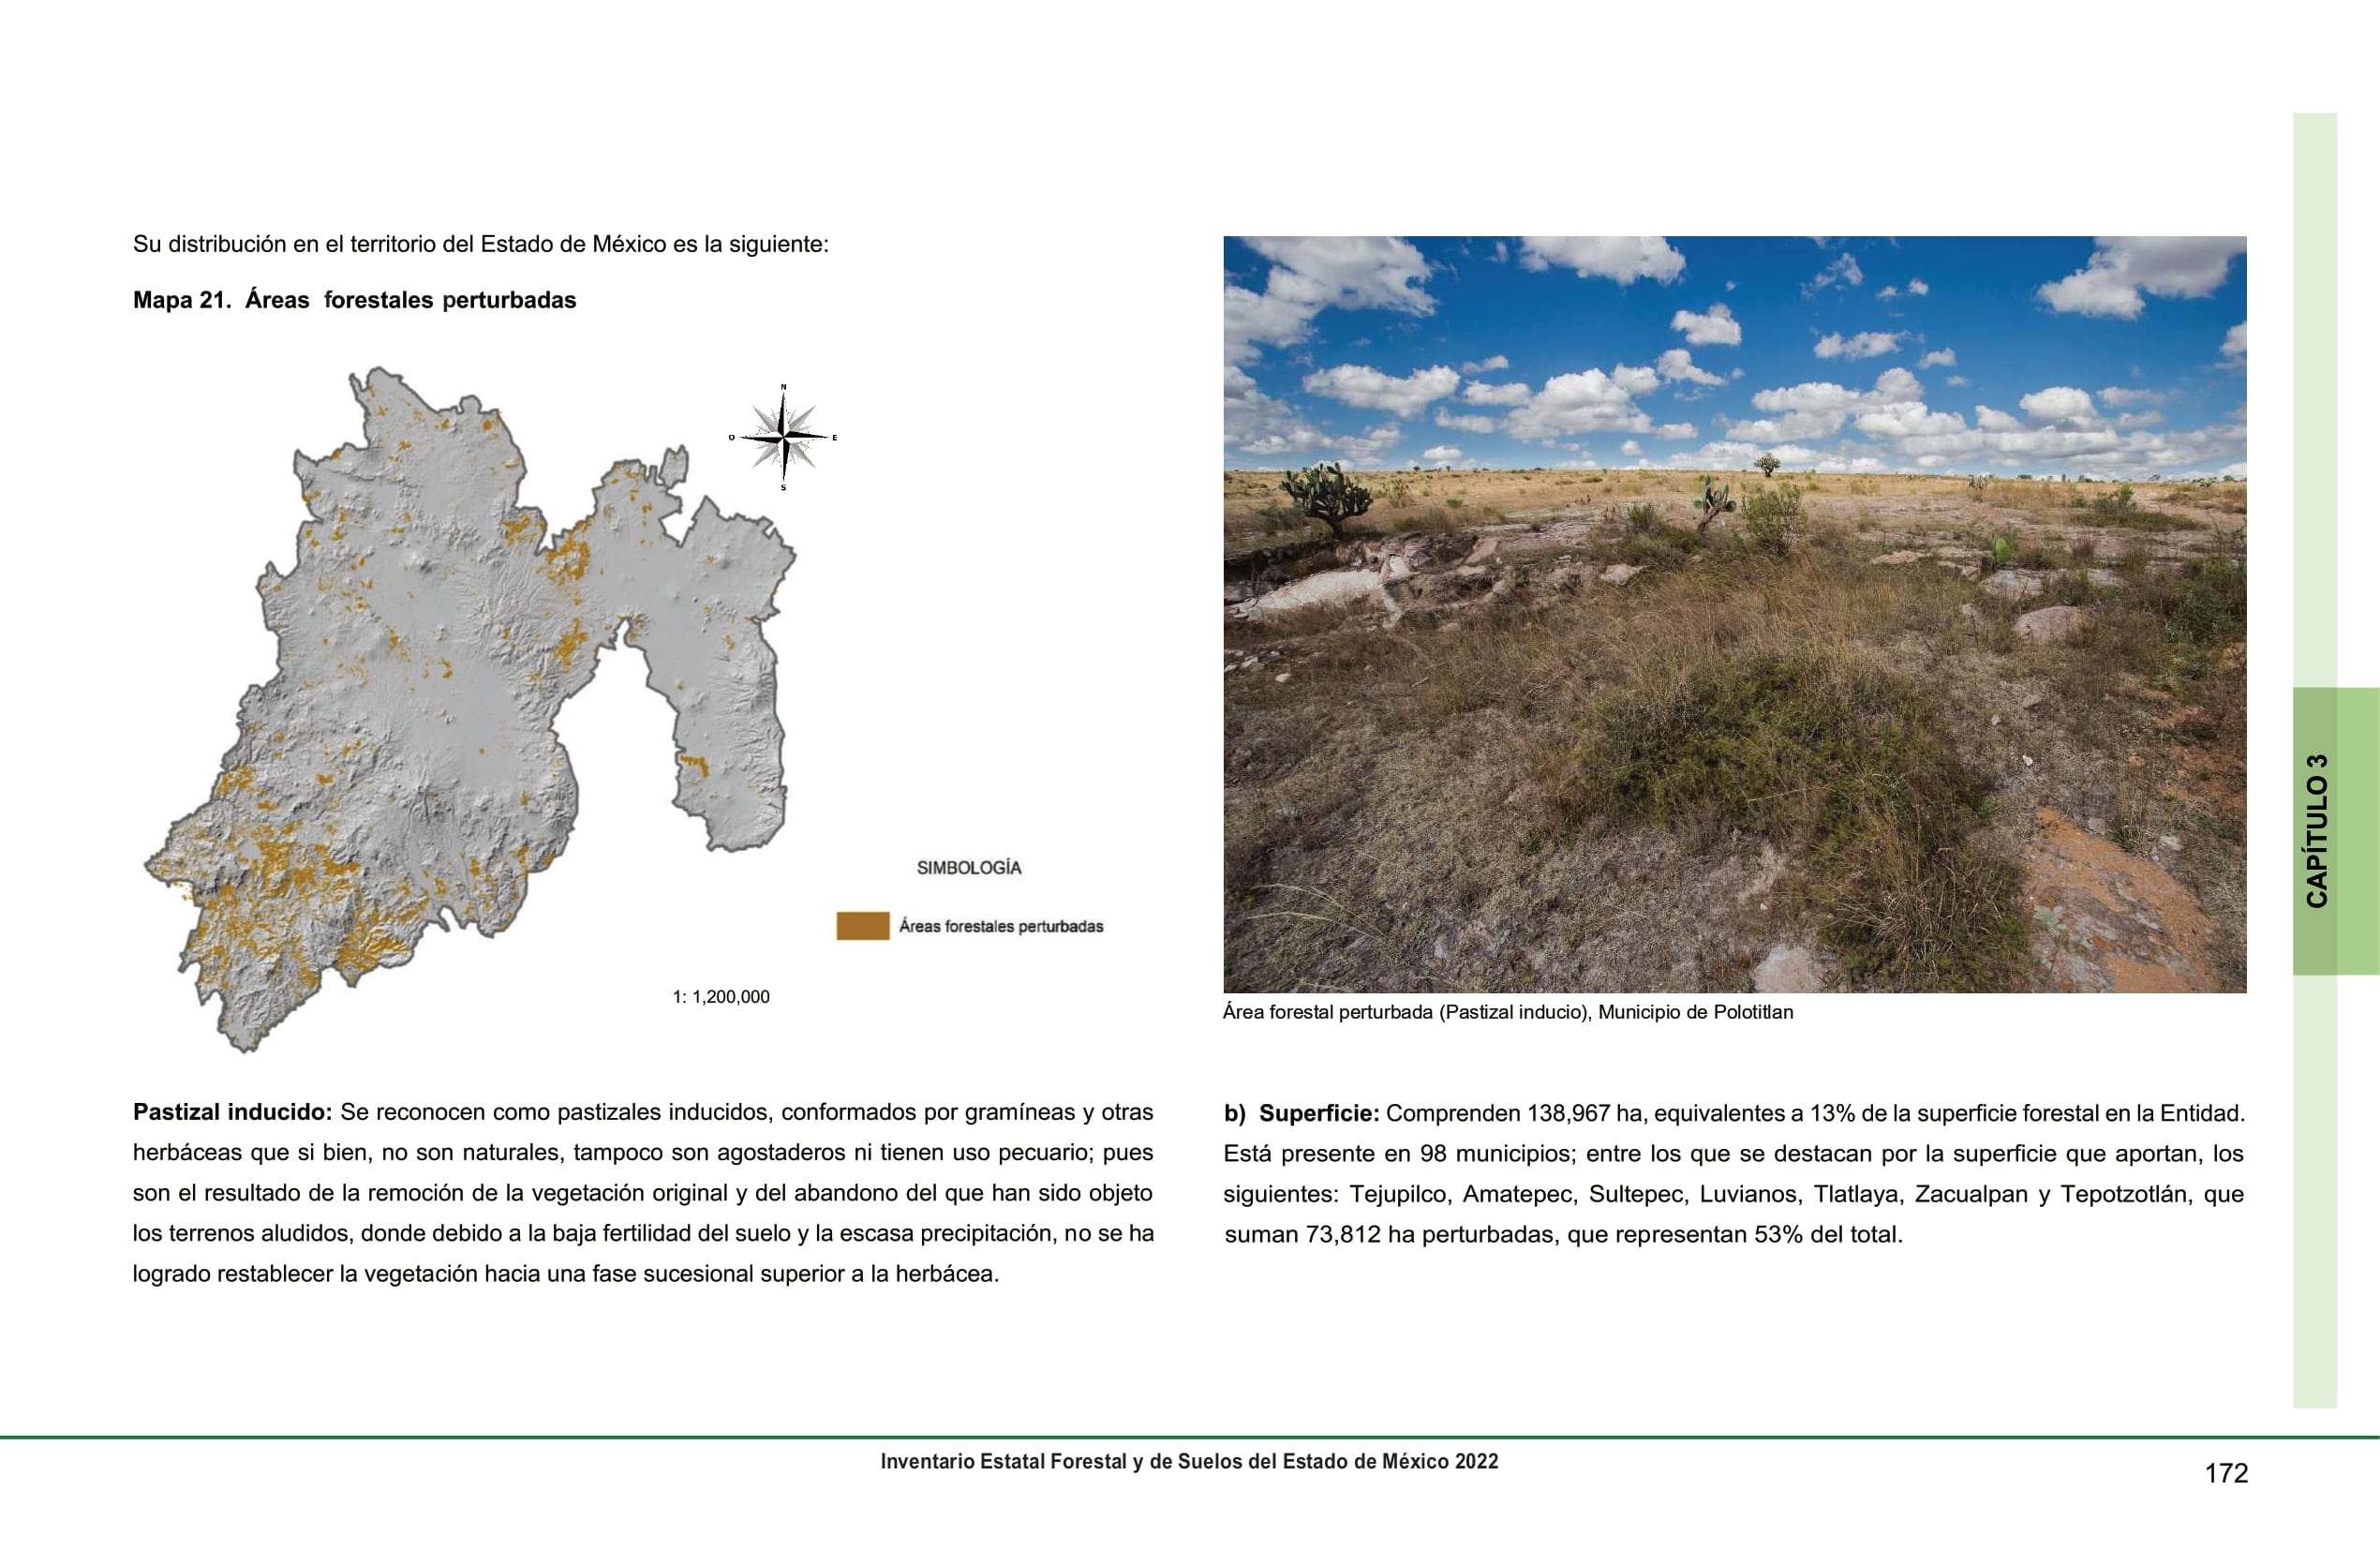 Su distribución en el territorio del Estado de México es la siguiente:
Mapa 21. Áreas forestales perturbadas
N
O
E
S
SIMBOLOGÍA
Áreas forestales perturbadas
1: 1,200,000
Pastizal inducido: Se reconocen como pastizales inducidos, conformados por gramíneas y otras
herbáceas que si bien, no son naturales, tampoco son agostaderos ni tienen uso pecuario; pues
son el resultado de la remoción de la vegetación original y del abandono del que han sido objeto
los terrenos aludidos, donde debido a la baja fertilidad del suelo y la escasa precipitación, no se ha
logrado restablecer la vegetación hacia una fase sucesional superior a la herbácea.
Área forestal perturbada (Pastizal inducio), Municipio de Polotitlan
b) Superficie: Comprenden 138,967 ha, equivalentes a 13% de la superficie forestal en la Entidad.
Está presente en 98 municipios; entre los que se destacan por la superficie que aportan, los
siguientes: Tejupilco, Amatepec, Sultepec, Luvianos, Tlatlaya, Zacualpan y Tepotzotlán, que
suman 73,812 ha perturbadas, que representan 53% del total.
CAPÍTULO 3
Inventario Estatal Forestal y de Suelos del Estado de México 2022
172